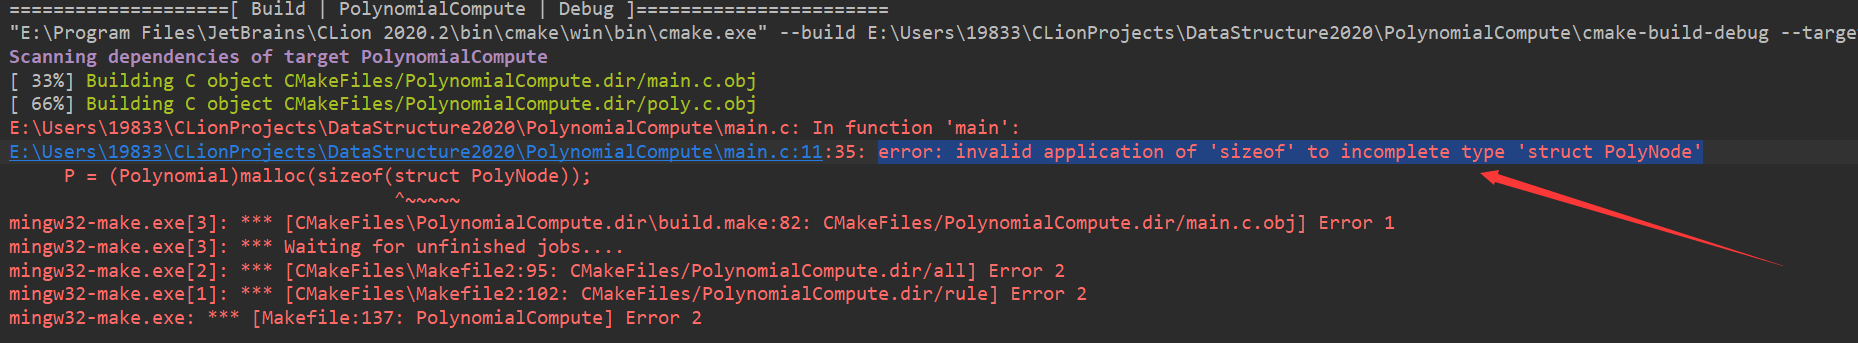 ====================[ Build | PolynomialCompute | Debug ]=======================
"E:\Program Files\JetBrains\CLion 2020.2\bin\cmake\win\bin\cmake.exe" --build E:\Users\19833\CLionProjects\DataStructure2020\PolynomialCompute\cmake-build-debug --targe
Scanning dependencies of target PolynomialCompute
[ 33%] Building C object CMakeFiles/PolynomialCompute.dir/main.c.obj
[ 66%] Building C object CMakeFiles/PolynomialCompute.dir/poly.c.obj
E:\Users\19833\CLionProjects\DataStructure2020\PolynomialCompute\main.c: In function 'main':
E:\Users\19833\CLionProjects\DataStructure2020\PolynomialCompute\main.c:11:35: error: invalid application of 'sizeof' to incomplete type 'struct PolyNode'
     P = (Polynomial)malloc(sizeof(struct PolyNode));
                                   ^~~~~~
mingw32-make.exe[3]: *** [CMakeFiles\PolynomialCompute.dir\build.make:82: CMakeFiles/PolynomialCompute.dir/main.c.obj] Error 1
mingw32-make.exe[3]: *** Waiting for unfinished jobs....
mingw32-make.exe[2]: *** [CMakeFiles\Makefile2:95: CMakeFiles/PolynomialCompute.dir/all] Error 2
mingw32-make.exe[1]: *** [CMakeFiles\Makefile2:102: CMakeFiles/PolynomialCompute.dir/rule] Error 2
mingw32-make.exe: *** [Makefile:137: PolynomialCompute] Error 2